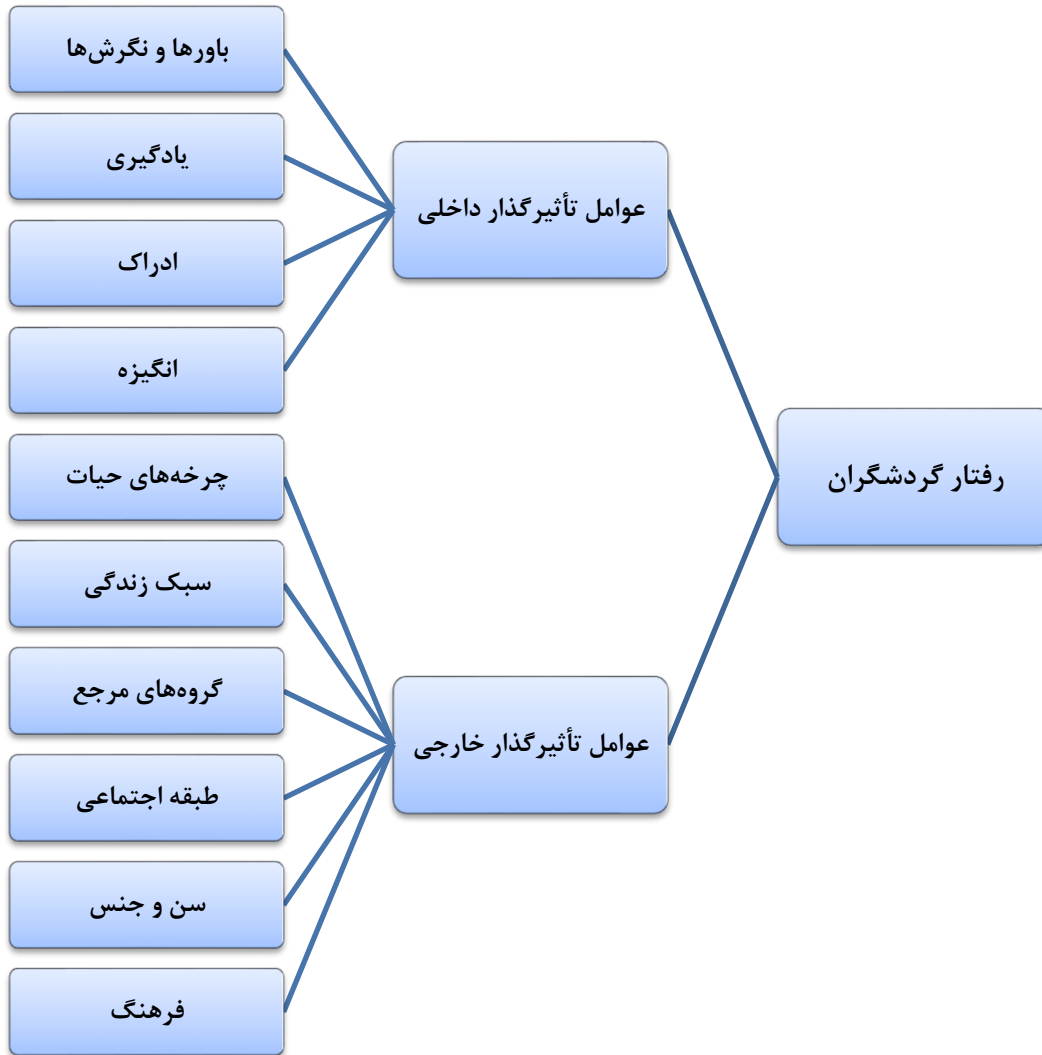 رفتار گردشگران
عوامل تأثیرگذار داخلی
باورها و نگرش‌ها
یادگیری
ادراک
انگیزه
عوامل تأثیرگذار خارجی
چرخه‌های حیات
سبک زندگی
گروه‌های مرجع
طبقه اجتماعی
سن و جنس
فرهنگ